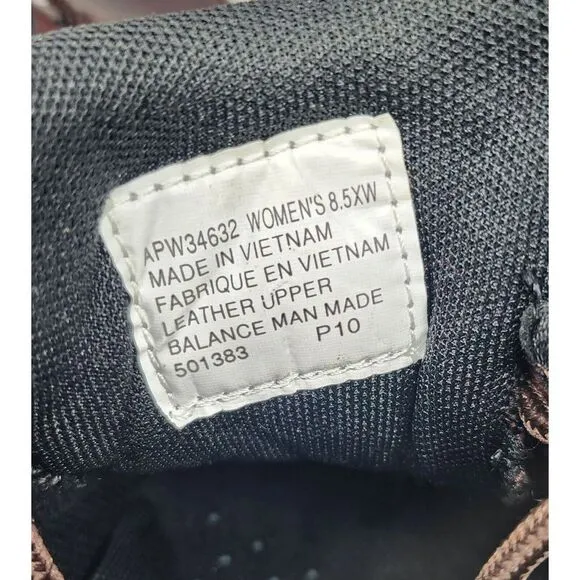 APW34632 WOMEN'S 8.5XW
MADE IN VIETNAM
FABRIQUE EN VIETNAM
LEATHER UPPER
BALANCE MAN MADE
501383 P10